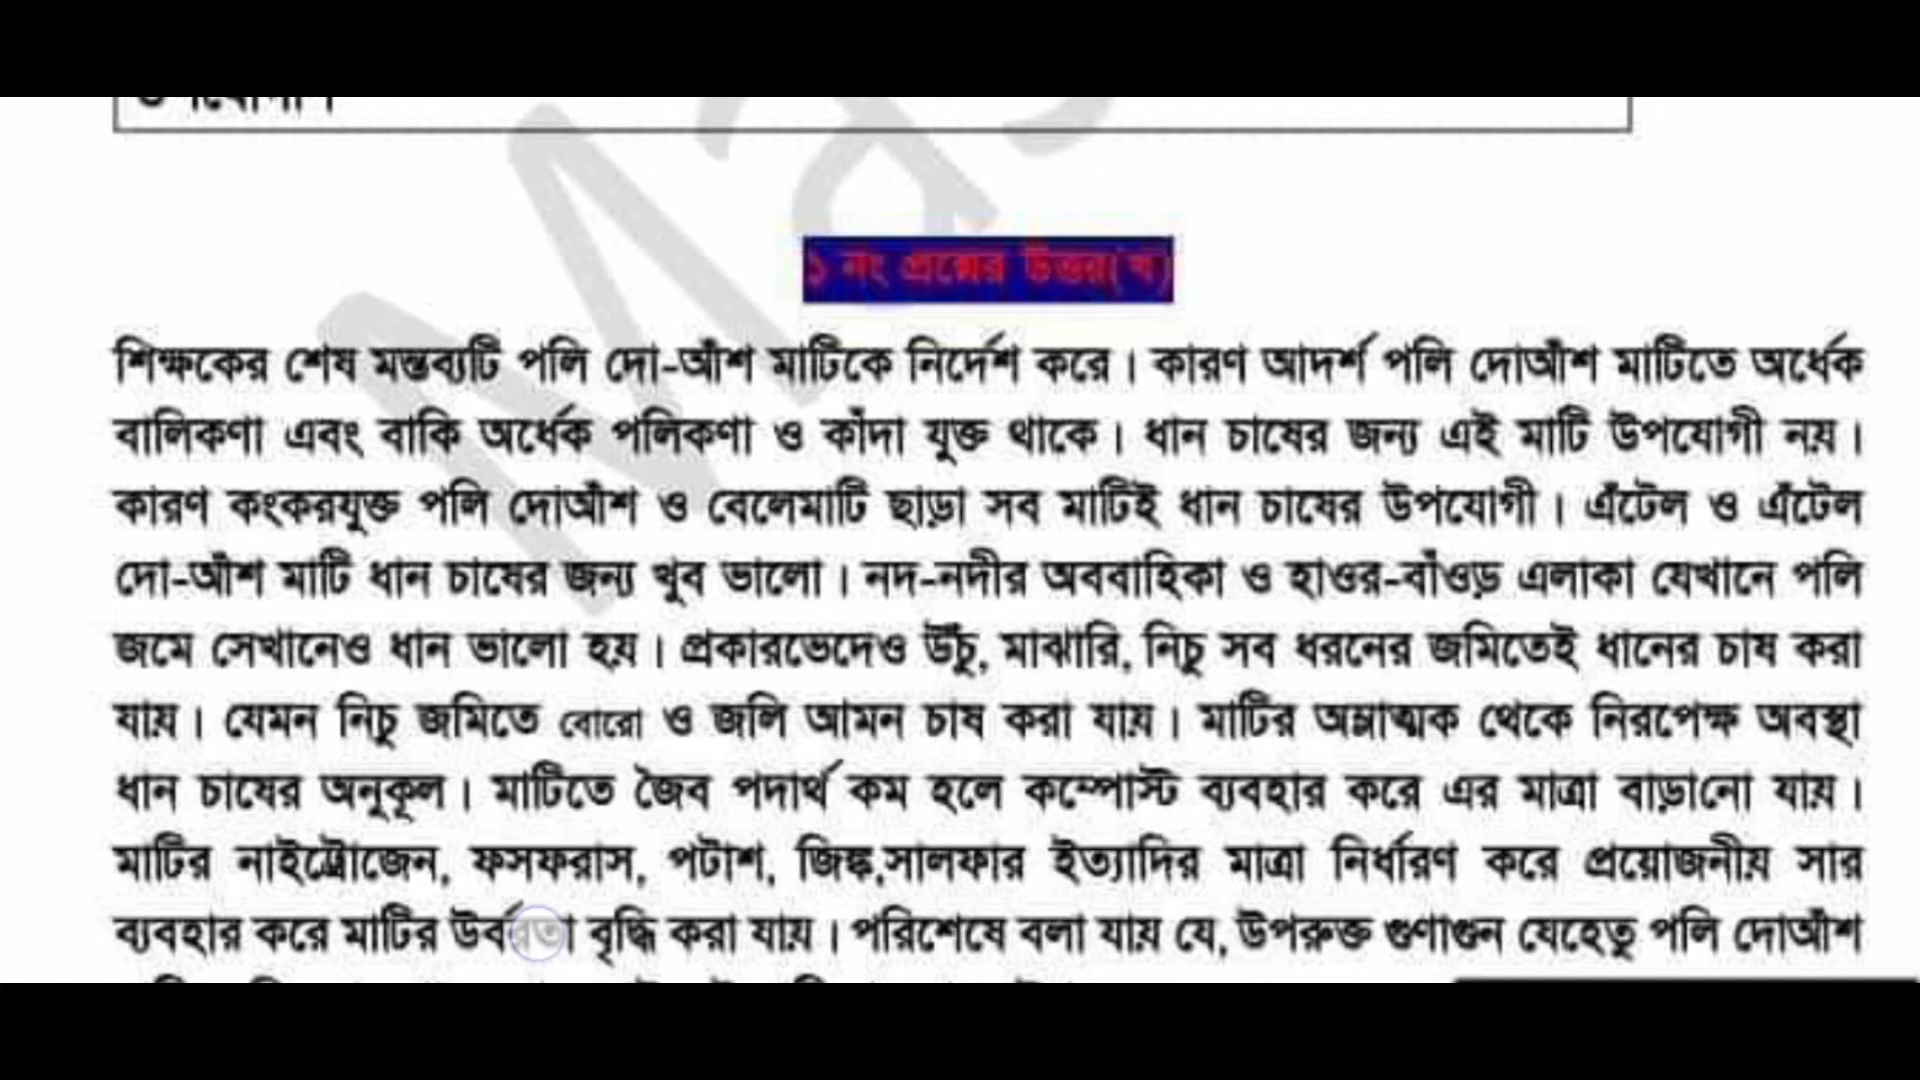 ১ নং প্রশ্নের উত্তর(খ)
শিক্ষকের শেষ মন্তব্যটি পলি দো-আঁশ মাটিকে নির্দেশ করে। কারণ আদর্শ পলি দোআঁশ মাটিতে অর্ধেক
বালিকণা এবং বাকি অর্ধেক পলিকণা ও কাঁদা যুক্ত থাকে। ধান চাষের জন্য এই মাটি উপযোগী নয়।
কারণ কংকরযুক্ত পলি দোআঁশ ও বেলেমাটি ছাড়া সব মাটিই ধান চাষের উপযোগী। এঁটেল ও এঁটেল
দো-আঁশ মাটি ধান চাষের জন্য খুব ভালো। নদ-নদীর অববাহিকা ও হাওর-বাঁওড় এলাকা যেখানে পলি
জমে সেখানেও ধান ভালো হয়। প্রকারভেদেও উঁচু, মাঝারি, নিচু সব ধরনের জমিতেই ধানের চাষ করা
যায়। যেমন নিচু জমিতে বোরো ও জলি আমন চাষ করা যায়। মাটির অম্লাত্মক থেকে নিরপেক্ষ অবস্থা
ধান চাষের অনুকূল। মাটিতে জৈব পদার্থ কম হলে কম্পোস্ট ব্যবহার করে এর মাত্রা বাড়ানো যায়।
মাটির নাইট্রোজেন, ফসফরাস, পটাশ, জিঙ্ক,সালফার ইত্যাদির মাত্রা নির্ধারণ করে প্রয়োজনীয় সার
ব্যবহার করে মাটির উর্বরতা বৃদ্ধি করা যায়। পরিশেষে বলা যায় যে, উপরুক্ত গুণাগুন যেহেতু পলি দোআঁশ